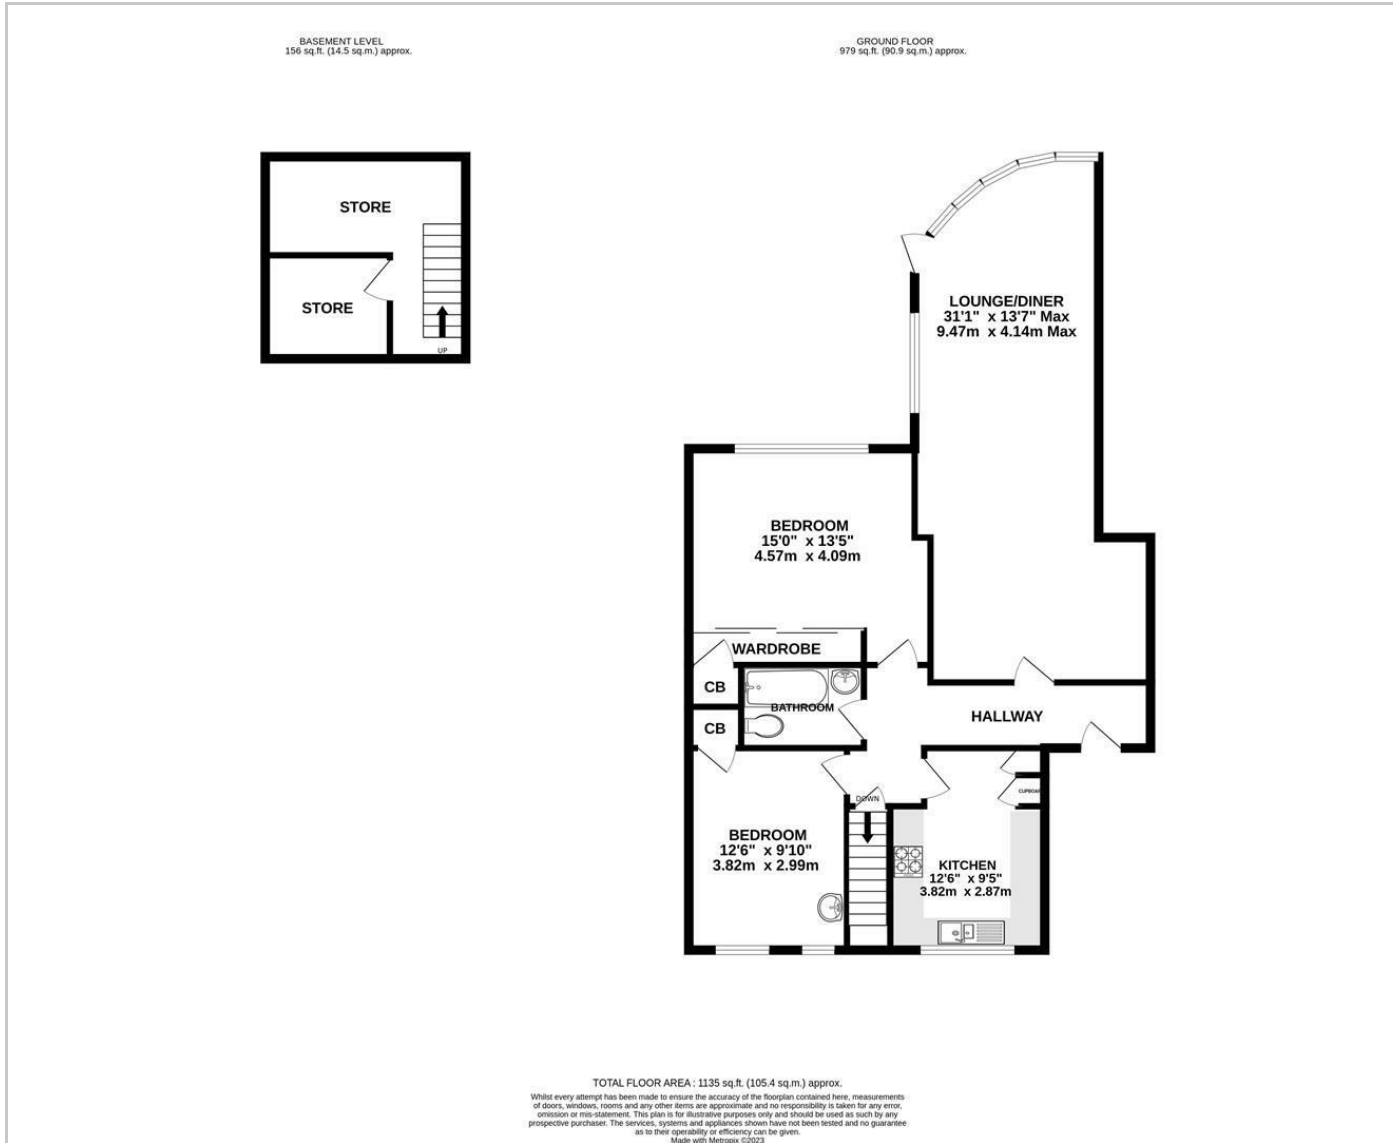 BASEMENT LEVEL
156 sq.ft. (14.5 sq.m.) approx.
GROUND FLOOR
979 sq.ft. (90.9 sq.m.) approx.
STORE
STORE
UP
LOUNGE/DINER
31'1" x 13'7" Max
9.47m x 4.14m Max
BEDROOM
15'0" x 13'5"
4.57m x 4.09m
WARDROBE
CB
BATHROOM
HALLWAY
CB
DOWN
CUPBOAR
BEDROOM
12'6" x 9'10"
3.82m x 2.99m
KITCHEN
12'6" x 9'5"
3.82m x 2.87m
TOTAL FLOOR AREA : 1135 sq.ft. (105.4 sq.m.) approx.
Whilst every attempt has been made to ensure the accuracy of the floorplan contained here, measurements
of doors, windows, rooms and any other items are approximate and no responsibility is taken for any error,
omission or mis-statement. This plan is for illustrative purposes only and should be used as such by any
prospective purchaser. The services, systems and appliances shown have not been tested and no guarantee
as to their operability or efficiency can be given.
Made with Metropix ©2023